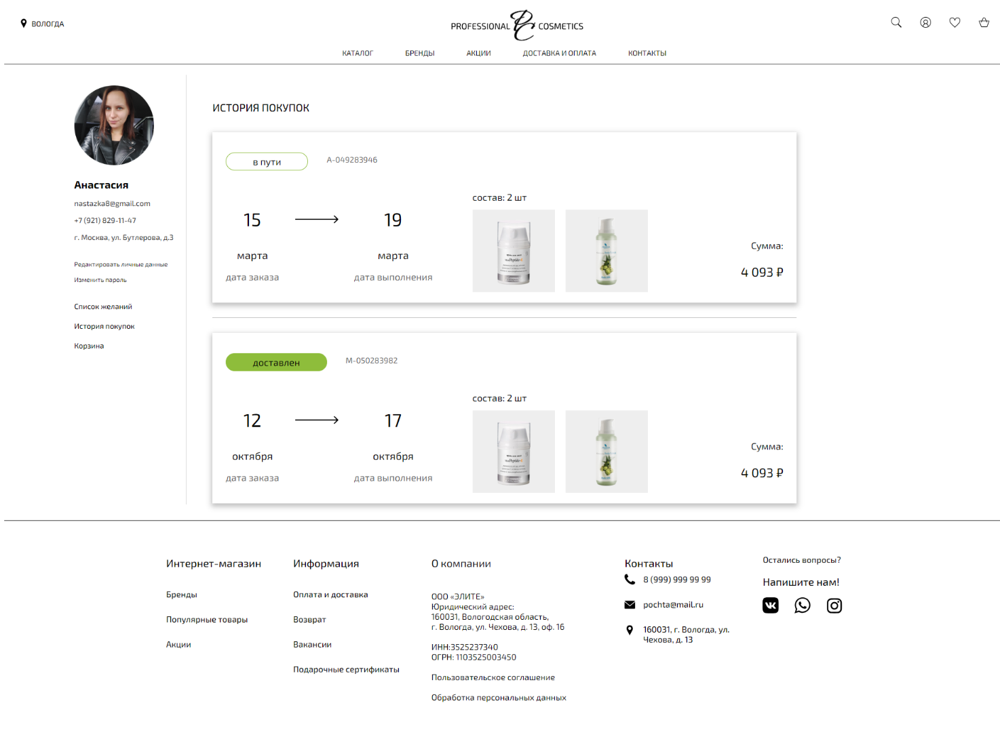 ВОЛОГДА
PROFESSIONAL PC COSMETICS
КАТАЛОГ
БРЕНДЫ
АКЦИИ
ДОСТАВКА И ОПЛАТА
КОНТАКТЫ
Анастасия
nastazka8@gmail.com
+7 (921) 829-11-47
г. Москва, ул. Бутлерова, д.3
Редактировать личные данные
Изменить пароль
Список желаний
История покупок
Корзина
ИСТОРИЯ ПОКУПОК
в пути
А-049283946
15
марта
дата заказа
19
марта
дата выполнения
состав: 2 шт
Сумма:
4 093 ₽
доставлен
М-050283982
12
октября
дата заказа
17
октября
дата выполнения
состав: 2 шт
Сумма:
4 093 ₽
Интернет-магазин
Бренды
Популярные товары
Акции
Информация
Оплата и доставка
Возврат
Вакансии
Подарочные сертификаты
О компании
ООО «ЭЛИТЕ»
Юридический адрес:
160031, Вологодская область,
г. Вологда, ул. Чехова, д. 13, оф. 16
ИНН:3525237340
ОГРН: 1103525003450
Пользовательское соглашение
Обработка персональных данных
Контакты
8 (999) 999 99 99
pochta@mail.ru
160031, г. Вологда, ул.
Чехова, д. 13
Остались вопросы?
Напишите нам!